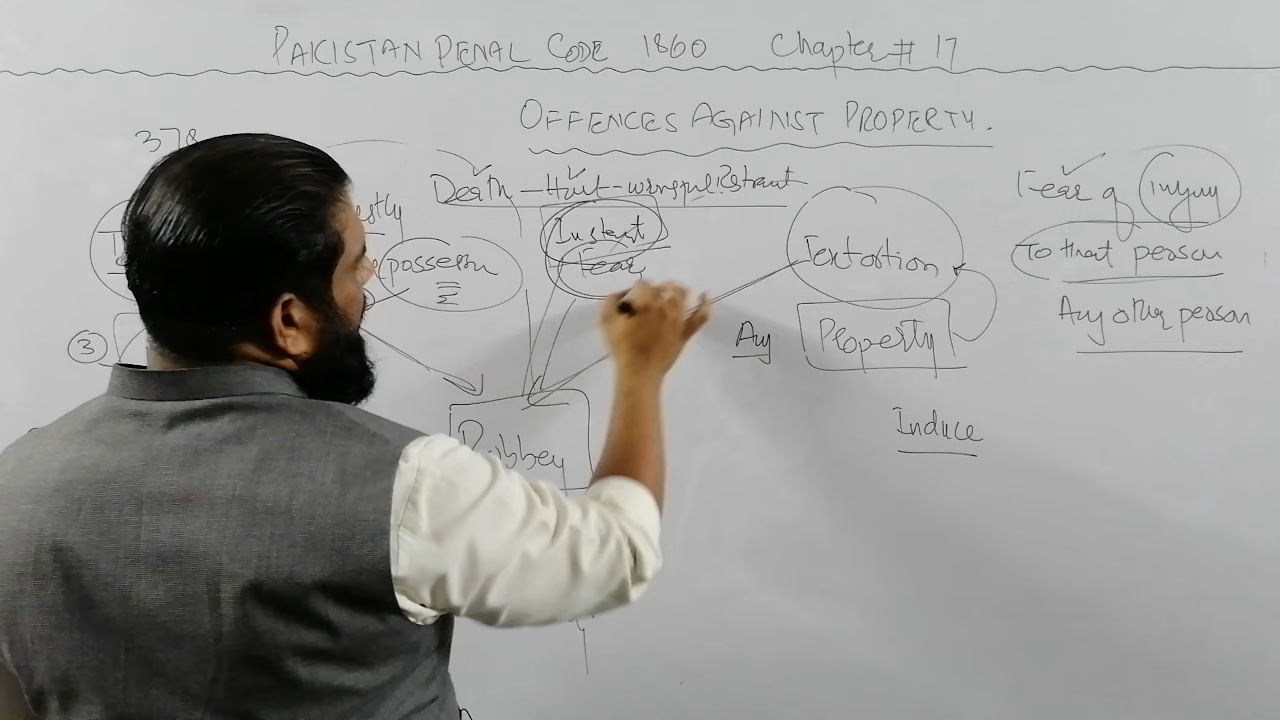 PAKISTAN PENAL CODE 1860 Chapter # 17
OFFENCES AGAINST PROPERTY.
378
Death - Hurt - wrongful Restraint
Instant
Fear
possession
Extortion
Any Property
Induce
Fear of injury
To that person
Any other person
3
Robbey